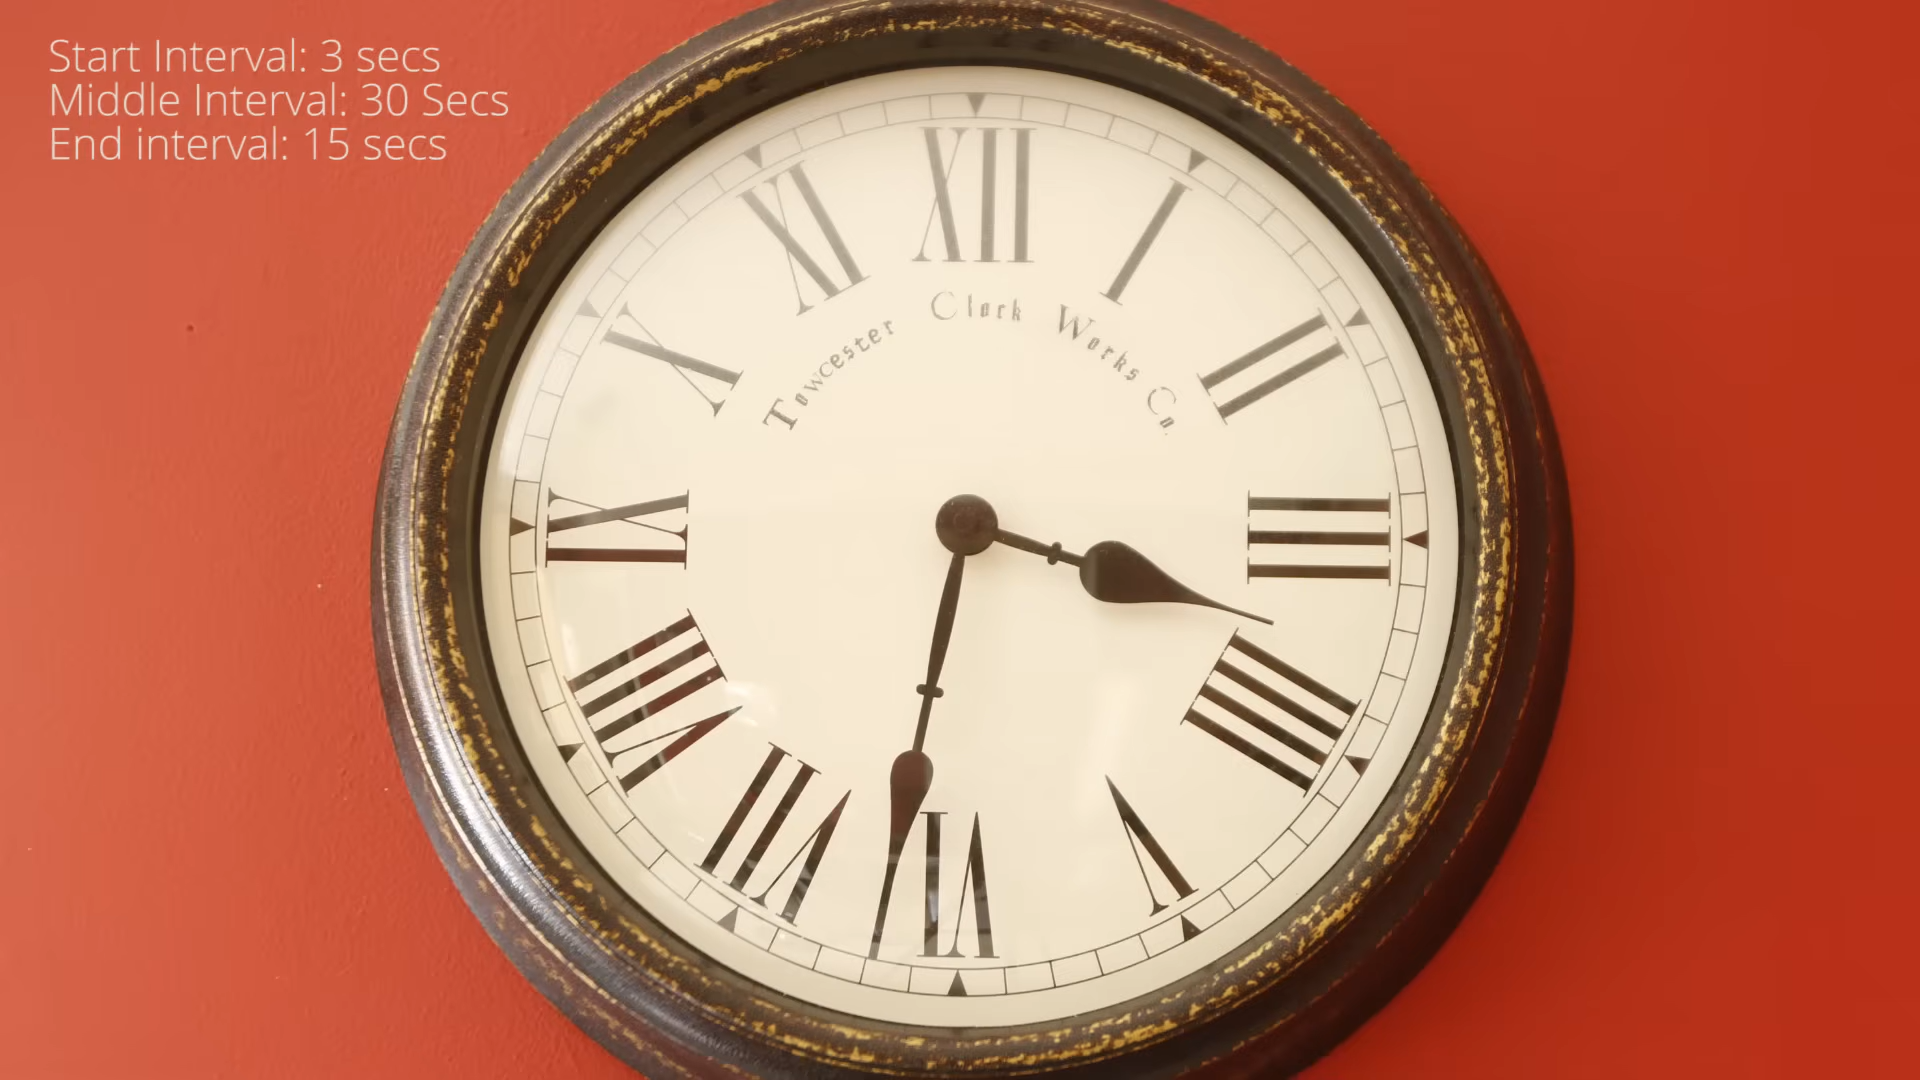 Start Interval: 3 secs
Middle Interval: 30 Secs
End interval: 15 secs
XII
I
II
III
IIII
V
VI
VII
VIII
IX
X
XI
Towcester Clock Works Co.